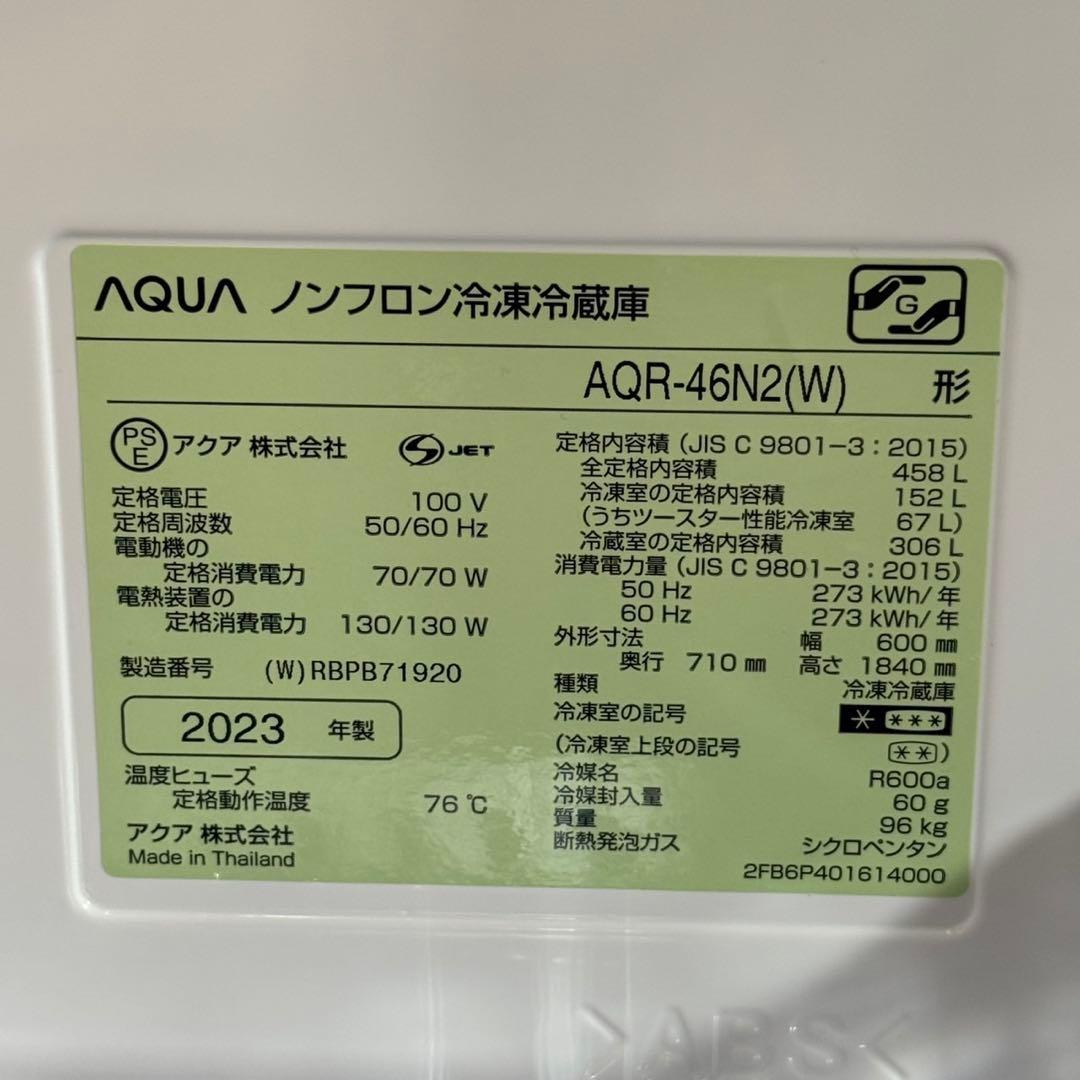 AQUA ノンフロン冷凍冷蔵庫
G
AQR-46N2(W) 形
PSE アクア 株式会社 S JET
定格電圧 100 V
定格周波数 50/60 Hz
電動機の
定格消費電力 70/70 W
電熱装置の
定格消費電力 130/130 W
製造番号 (W)RBPB71920
2023 年製
温度ヒューズ
定格動作温度 76 ℃
アクア 株式会社
Made in Thailand
定格内容積 (JIS C 9801-3:2015)
全定格内容積 458 L
冷凍室の定格内容積 152 L
(うちツースター性能冷凍室 67 L)
冷蔵室の定格内容積 306 L
消費電力量 (JIS C 9801-3:2015)
50 Hz 273 kWh/年
60 Hz 273 kWh/年
外形寸法 幅 600 ㎜
奥行 710 ㎜ 高さ 1840 ㎜
種類 冷凍冷蔵庫
冷凍室の記号 * ***
(冷凍室上段の記号 **)
冷媒名 R600a
冷媒封入量 60 g
質量 96 kg
断熱発泡ガス シクロペンタン
2FB6P401614000
>ABS<